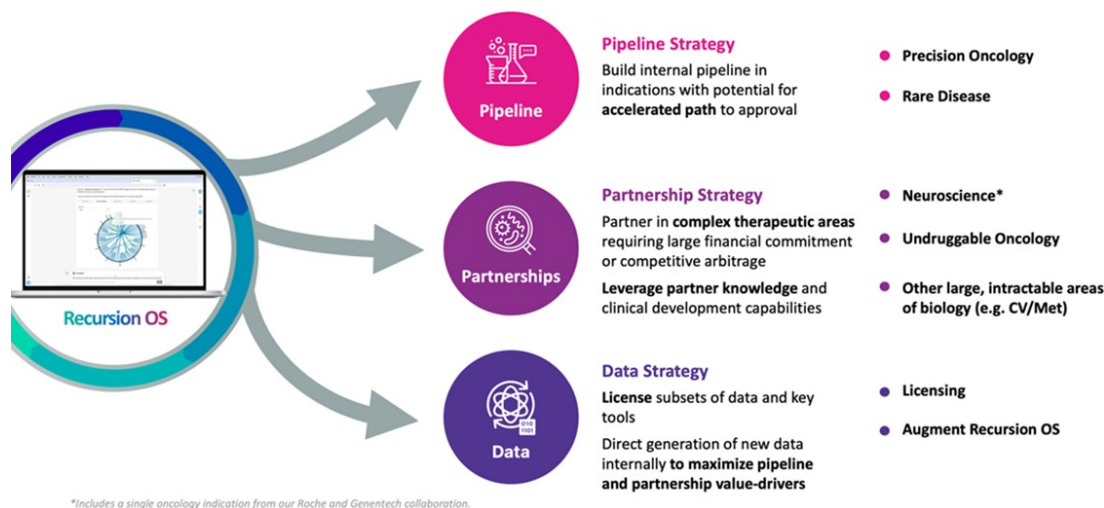 Pipeline
Pipeline Strategy
Build internal pipeline in
indications with potential for
accelerated path to approval
Precision Oncology
Rare Disease
Recursion OS
Partnerships
Partnership Strategy
Partner in complex therapeutic areas
requiring large financial commitment
or competitive arbitrage
Leverage partner knowledge and
clinical development capabilities
Neuroscience*
Undruggable Oncology
Other large, intractable areas
of biology (e.g. CV/Met)
010
1101
Data
Data Strategy
License subsets of data and key
tools
Direct generation of new data
internally to maximize pipeline
and partnership value-drivers
Licensing
Augment Recursion OS
*Includes a single oncology indication from our Roche and Genentech collaboration.